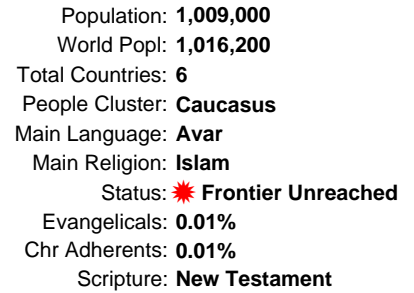 Population: 1,009,000
World Popl: 1,016,200
Total Countries: 6
People Cluster: Caucasus
Main Language: Avar
Main Religion: Islam
Status: Frontier Unreached
Evangelicals: 0.01%
Chr Adherents: 0.01%
Scripture: New Testament